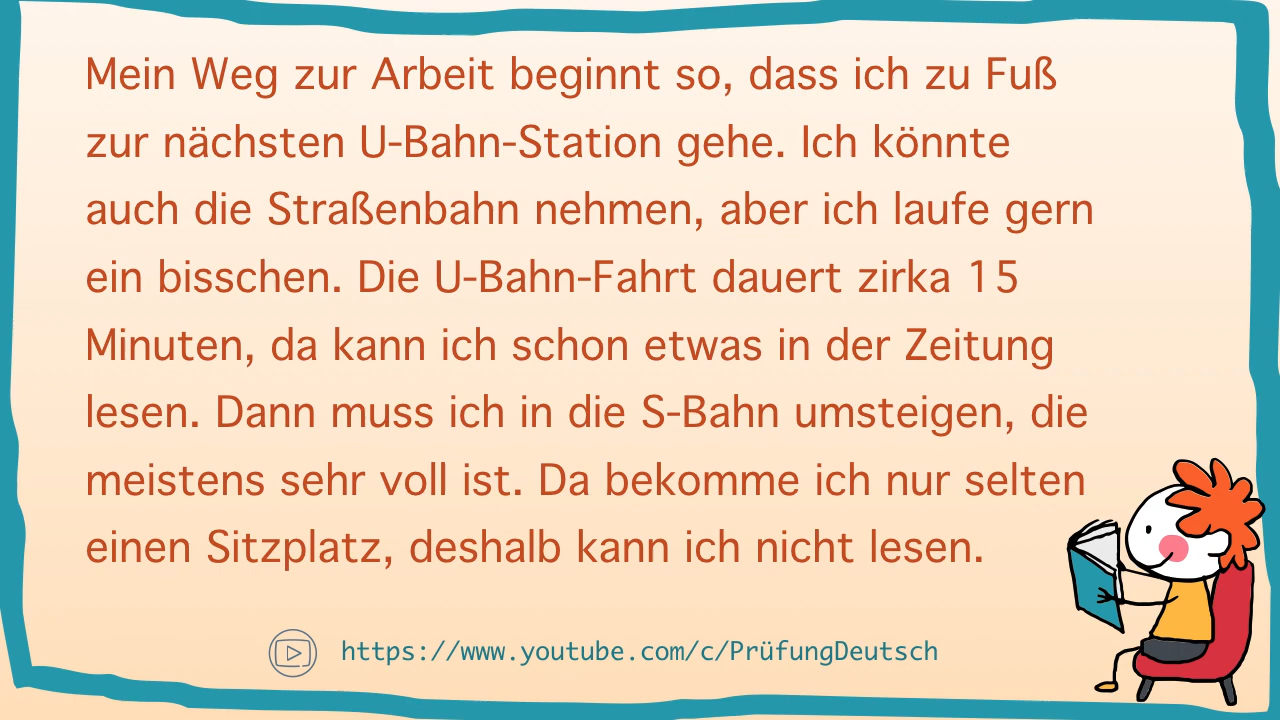 Mein Weg zur Arbeit beginnt so, dass ich zu Fuß
zur nächsten U-Bahn-Station gehe. Ich könnte
auch die Straßenbahn nehmen, aber ich laufe gern
ein bisschen. Die U-Bahn-Fahrt dauert zirka 15
Minuten, da kann ich schon etwas in der Zeitung
lesen. Dann muss ich in die S-Bahn umsteigen, die
meistens sehr voll ist. Da bekomme ich nur selten
einen Sitzplatz, deshalb kann ich nicht lesen.
https://www.youtube.com/c/PrüfungDeutsch